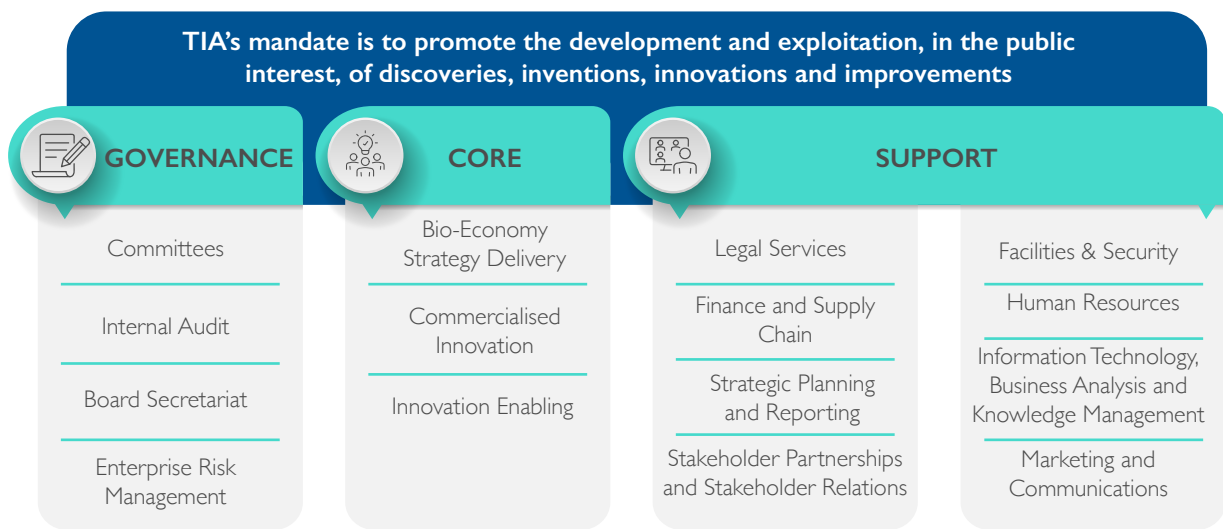 TIA’s mandate is to promote the development and exploitation, in the public
interest, of discoveries, inventions, innovations and improvements
GOVERNANCE
Committees
Internal Audit
Board Secretariat
Enterprise Risk
Management
CORE
Bio-Economy
Strategy Delivery
Commercialised
Innovation
Innovation Enabling
SUPPORT
Legal Services
Finance and Supply
Chain
Strategic Planning
and Reporting
Stakeholder Partnerships
and Stakeholder Relations
Facilities & Security
Human Resources
Information Technology,
Business Analysis and
Knowledge Management
Marketing and
Communications